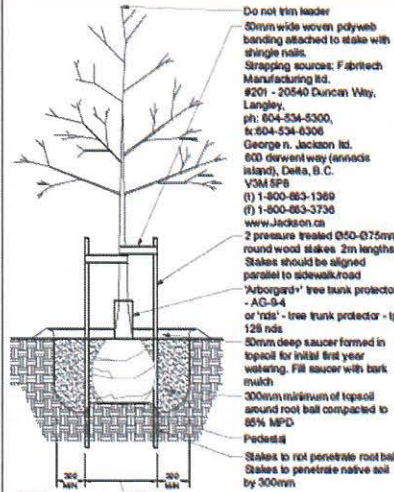 Do not trim leader
50mm wide woven polyweb
banding attached to stake with
shingle nails.
Strapping sources: Fabritech
Manufacturing ltd.
#201 - 20540 Duncan Way,
Langley,
ph: 604-534-5300,
fx:604-534-6306
George n. Jackson ltd.
600 derwent way (annacis
island), Delta, B.C.
V3M 5P8
(t) 1-800-663-1369
(f) 1-800-663-3736
www.Jackson.ca
2 pressure treated Ø50-Ø75mm
round wood stakes 2m lengths
Stakes should be aligned
parallel to sidewalk/road
'Arborgard+' tree trunk protector
- AG-9-4
or 'nds' - tree trunk protector - tp
128 nds
50mm deep saucer formed in
topsoil for initial first year
watering. Fill saucer with bark
mulch
300mm minimum of topsoil
around root ball compacted to
85% MPD
Pedestal
Stakes to not penetrate root ball
Stakes to penetrate native soil
by 300mm
300
MIN
300
MIN